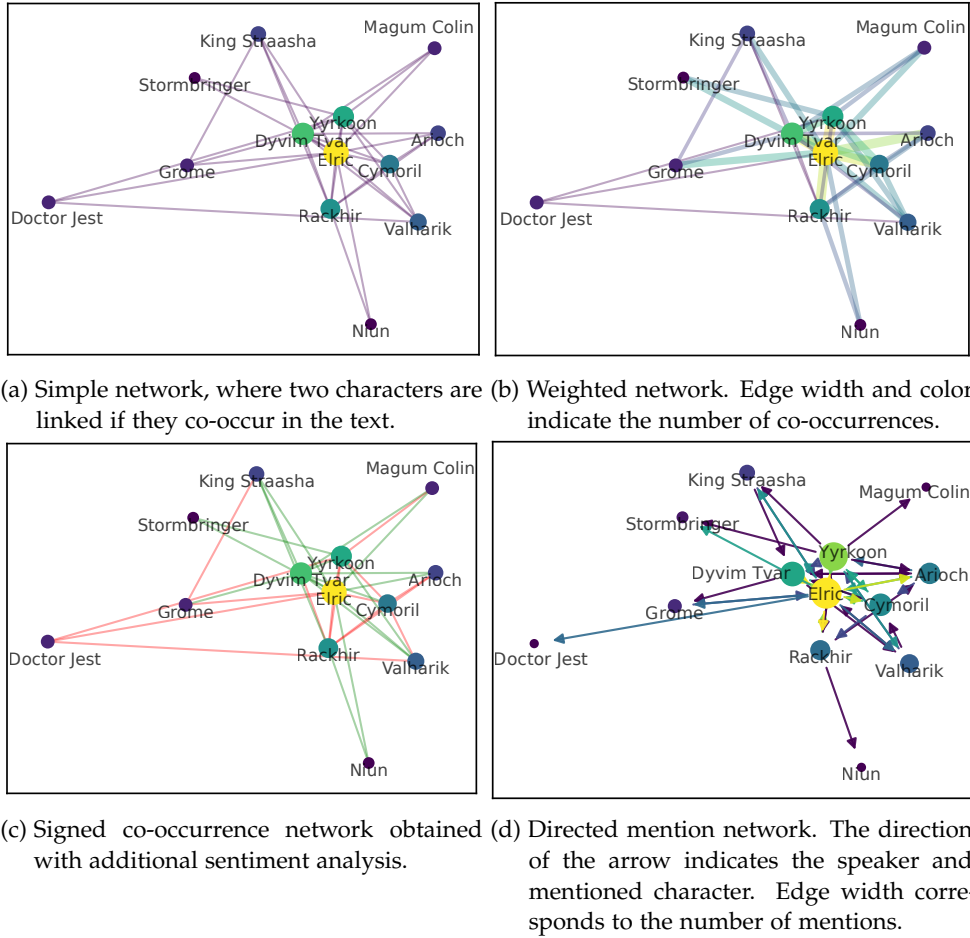 King Straasha
Magum Colin
Stormbringer
Yyrkoon
Dyvim Tvar
Arioch
Elric
Grome
Cymoril
Doctor Jest
Rackhir
Valharik
Niun
King Straasha
Magum Colin
Stormbringer
Yyrkoon
Dyvim Tvar
Arioch
Elric
Grome
Cymoril
Doctor Jest
Rackhir
Valharik
Niun
(a) Simple network, where two characters are
linked if they co-occur in the text.
(b) Weighted network. Edge width and color
indicate the number of co-occurrences.
King Straasha
Magum Colin
Stormbringer
Yyrkoon
Dyvim Tvar
Arioch
Elric
Grome
Cymoril
Doctor Jest
Rackhir
Valharik
Niun
King Straasha
Magum Colin
Stormbringer
Yyrkoon
Dyvim Tvar
Arioch
Elric
Grome
Cymoril
Doctor Jest
Rackhir
Valharik
Niun
(c) Signed co-occurrence network obtained
with additional sentiment analysis.
(d) Directed mention network. The direction
of the arrow indicates the speaker and
mentioned character. Edge width corre-
sponds to the number of mentions.